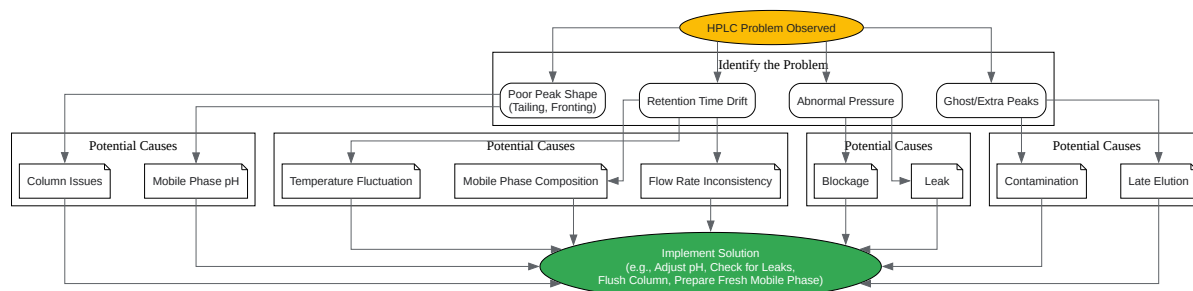 HPLC Problem Observed
Identify the Problem
Poor Peak Shape
(Tailing, Fronting)
Retention Time Drift
Abnormal Pressure
Ghost/Extra Peaks
Potential Causes
Potential Causes
Potential Causes
Potential Causes
Column Issues
Mobile Phase pH
Temperature Fluctuation
Mobile Phase Composition
Flow Rate Inconsistency
Blockage
Leak
Contamination
Late Elution
Implement Solution
(e.g., Adjust pH, Check for Leaks,
Flush Column, Prepare Fresh Mobile Phase)